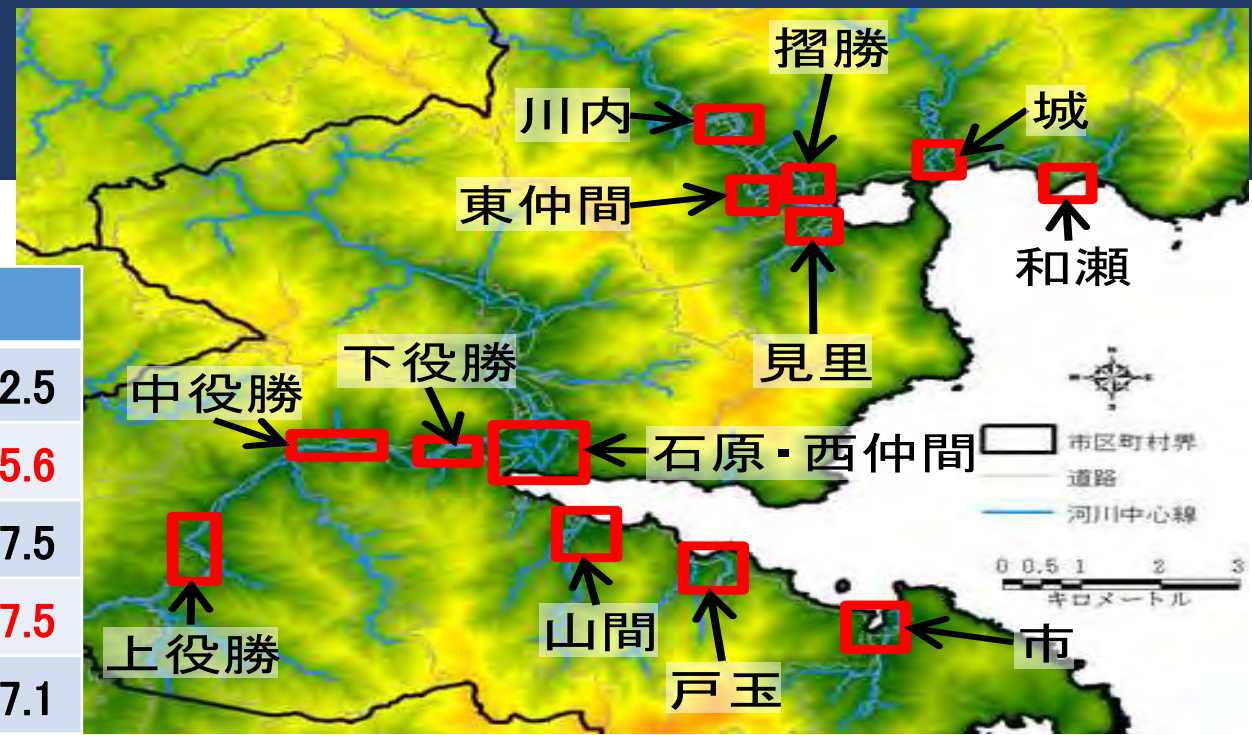 摺勝
川内
城
東仲間
和瀬
見里
下役勝
中役勝
石原・西仲間
上役勝
山間
戸玉
市
2.5
5.6
7.5
7.5
7.1
市区町村界
道路
河川中心線
0 0.5 1 2 3
キロメートル